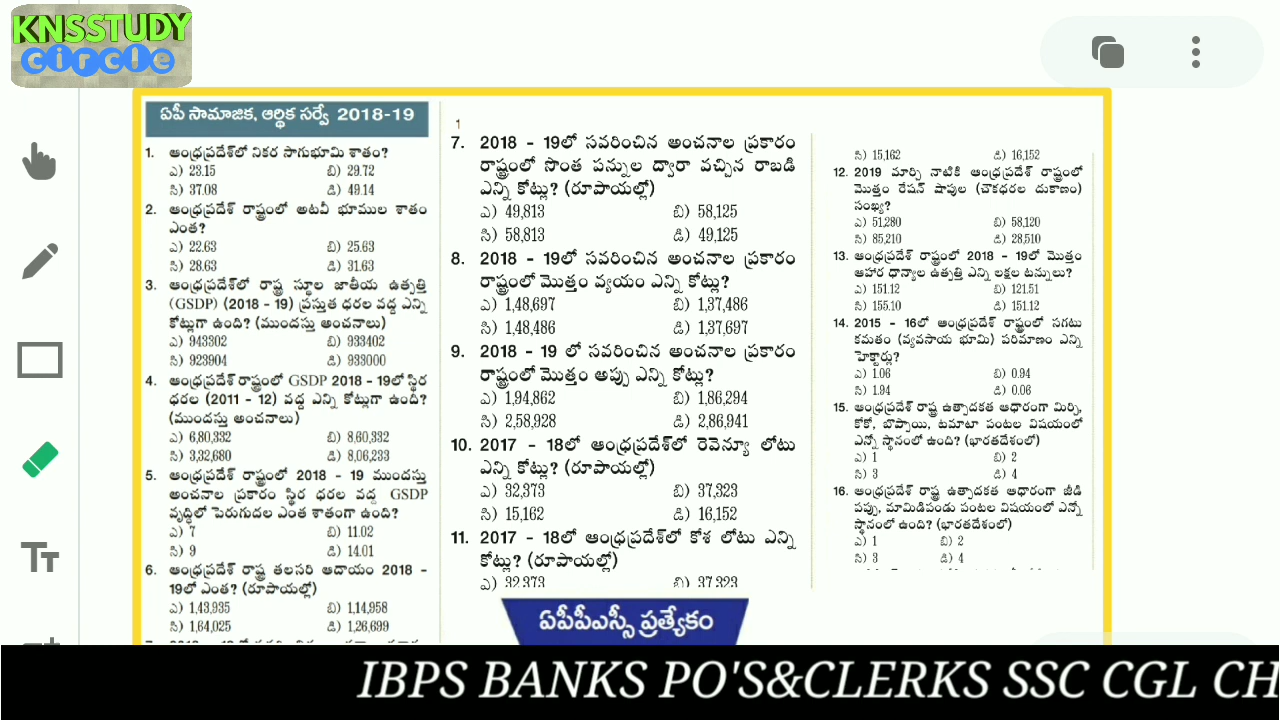 KNSSTUDY
circle
ఏపీ సామాజిక, ఆర్థిక సర్వే 2018-19
1. ఆంధ్రప్రదేశ్‌లో నికర సాగుభూమి శాతం?
ఎ) 23.15 బి) 29.72
సి) 37.08 డి) 49.14
2. ఆంధ్రప్రదేశ్ రాష్ట్రంలో అటవీ భూముల శాతం
ఎంత?
ఎ) 22.63 బి) 25.63
సి) 28.63 డి) 31.63
3. ఆంధ్రప్రదేశ్‌లో రాష్ట్ర స్థూల జాతీయ ఉత్పత్తి
(GSDP) (2018 - 19) ప్రస్తుత ధరల వద్ద ఎన్ని
కోట్లుగా ఉంది? (ముందస్తు అంచనాలు)
ఎ) 943302 బి) 933402
సి) 923904 డి) 933000
4. ఆంధ్రప్రదేశ్ రాష్ట్రంలో GSDP 2018 - 19లో స్థిర
ధరల (2011 - 12) వద్ద ఎన్ని కోట్లుగా ఉంది?
(ముందస్తు అంచనాలు)
ఎ) 6,80,332 బి) 8,60,332
సి) 3,32,680 డి) 8,06,233
5. ఆంధ్రప్రదేశ్ రాష్ట్రంలో 2018 - 19 ముందస్తు
అంచనాల ప్రకారం స్థిర ధరల వద్ద GSDP
వృద్ధిలో పెరుగుదల ఎంత శాతంగా ఉంది?
ఎ) 7 బి) 11.02
సి) 9 డి) 14.01
6. ఆంధ్రప్రదేశ్ రాష్ట్ర తలసరి ఆదాయం 2018 -
19లో ఎంత? (రూపాయల్లో)
ఎ) 1,43,935 బి) 1,14,958
సి) 1,64,025 డి) 1,26,699
1
7. 2018 - 19లో సవరించిన అంచనాల ప్రకారం
రాష్ట్రంలో సొంత పన్నుల ద్వారా వచ్చిన రాబడి
ఎన్ని కోట్లు? (రూపాయల్లో)
ఎ) 49,813 బి) 58,125
సి) 58,813 డి) 49,125
8. 2018 - 19లో సవరించిన అంచనాల ప్రకారం
రాష్ట్రంలో మొత్తం వ్యయం ఎన్ని కోట్లు?
ఎ) 1,48,697 బి) 1,37,486
సి) 1,48,486 డి) 1,37,697
9. 2018 - 19 లో సవరించిన అంచనాల ప్రకారం
రాష్ట్రంలో మొత్తం అప్పు ఎన్ని కోట్లు?
ఎ) 1,94,862 బి) 1,86,294
సి) 2,58,928 డి) 2,86,941
10. 2017 - 18లో ఆంధ్రప్రదేశ్‌లో రెవెన్యూ లోటు
ఎన్ని కోట్లు? (రూపాయల్లో)
ఎ) 32,373 బి) 37,323
సి) 15,162 డి) 16,152
11. 2017 - 18లో ఆంధ్రప్రదేశ్‌లో కోశ లోటు ఎన్ని
కోట్లు? (రూపాయల్లో)
ఎ) 32,373 బి) 37,323
సి) 15,162 డి) 16,152
12. 2019 మార్చి నాటికి ఆంధ్రప్రదేశ్ రాష్ట్రంలో
మొత్తం రేషన్ షాపుల (చౌకధరల దుకాణం)
సంఖ్య?
ఎ) 51,280 బి) 58,120
సి) 85,210 డి) 28,510
13. ఆంధ్రప్రదేశ్ రాష్ట్రంలో 2018 - 19లో మొత్తం
ఆహార ధాన్యాల ఉత్పత్తి ఎన్ని లక్షల టన్నులు?
ఎ) 151.12 బి) 121.51
సి) 155.10 డి) 151.12
14. 2015 - 16లో ఆంధ్రప్రదేశ్ రాష్ట్రంలో సగటు
కమతం (వ్యవసాయ భూమి) పరిమాణం ఎన్ని
హెక్టార్లు?
ఎ) 1.06 బి) 0.94
సి) 1.94 డి) 0.06
15. ఆంధ్రప్రదేశ్ రాష్ట్ర ఉత్పాదకత ఆధారంగా మిర్చి,
కోకో, బొప్పాయి, టమాటా పంటల విషయంలో
ఎన్నో స్థానంలో ఉంది? (భారతదేశంలో)
ఎ) 1 బి) 2
సి) 3 డి) 4
16. ఆంధ్రప్రదేశ్ రాష్ట్ర ఉత్పాదకత ఆధారంగా జీడి
పప్పు, మామిడిపండు పంటల విషయంలో ఎన్నో
స్థానంలో ఉంది? (భారతదేశంలో)
ఎ) 1 బి) 2
సి) 3 డి) 4
ఏపీపీఎస్సీ ప్రత్యేకం
Tт
IBPS BANKS PO'S&CLERKS SSC CGL CH